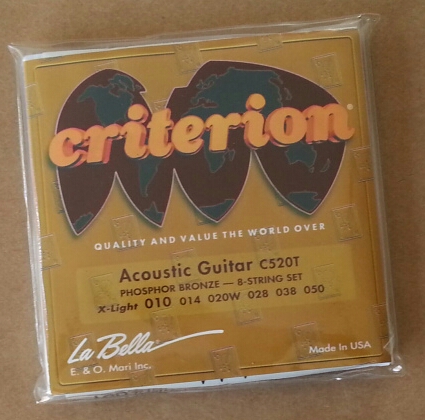 criterion®
QUALITY AND VALUE THE WORLD OVER
Acoustic Guitar C520T
PHOSPHOR BRONZE — 8-STRING SET
X-Light 010 014 020W 028 038 050
La Bella
E. & O. Mari Inc.
Made In USA